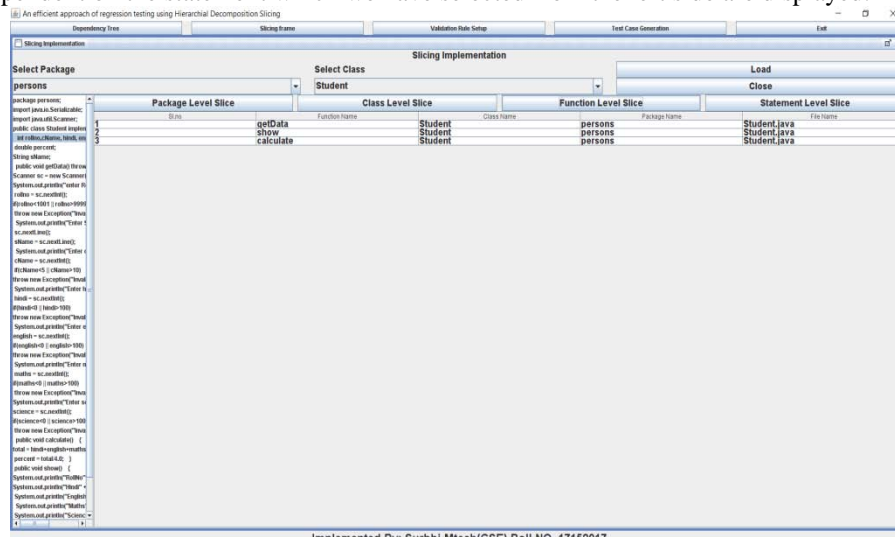 An efficient approach of regression testing using Hierarchial Decomposition Slicing
Dependency Tree Slicing frame Validation Rule Setup Test Case Generation Exit
Slicing Implementation
Slicing Implementation
Select Package Select Class Load
persons Student Close
Package Level Slice Class Level Slice Function Level Slice Statement Level Slice
Sl.no Function Name Class Name Package Name File Name
1 getData Student persons Student.java
2 show Student persons Student.java
3 calculate Student persons Student.java
package persons;
import java.io.Serializable;
import java.util.Scanner;
public class Student implem
int rollno,cName, hindi, en
double percent;
String sName;
public void getData() throw
Scanner sc = new Scanner(
System.out.println("enter R
rollno = sc.nextInt();
if(rollno<1001 || rollno>9999
throw new Exception("Inva
System.out.println("Enter S
sc.nextLine();
sName = sc.nextLine();
System.out.println("Enter c
cName = sc.nextInt();
if(cName<5 || cName>10)
throw new Exception("Inval
System.out.println("Enter h
hindi = sc.nextInt();
if(hindi<0 || hindi>100)
throw new Exception("Inval
System.out.println("Enter e
english = sc.nextInt();
if(english<0 || english>100)
throw new Exception("Inval
System.out.println("Enter m
maths = sc.nextInt();
if(maths<0 || maths>100)
throw new Exception("Inva
System.out.println("Enter s
science = sc.nextInt();
if(science<0 || science>100
throw new Exception("Inval
public void calculate() {
total = hindi+english+maths
percent = total/4.0; }
public void show() {
System.out.println("RollNo"
System.out.println("Hindi" +
System.out.println("English
System.out.println("Maths"
System.out.println("Scienc